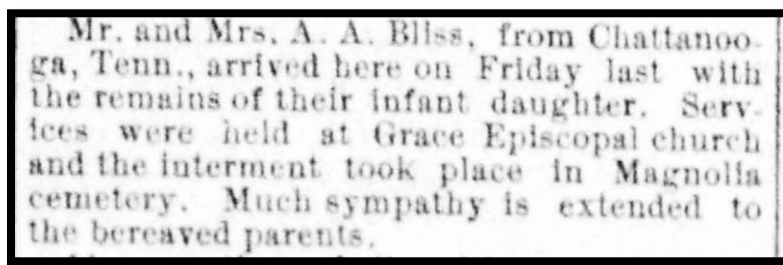 Mr. and Mrs. A. A. Bliss, from Chattanoo-
ga, Tenn., arrived here on Friday last with
the remains of their infant daughter. Serv-
ices were held at Grace Episcopal church
and the interment took place in Magnolia
cemetery. Much sympathy is extended to
the bereaved parents.